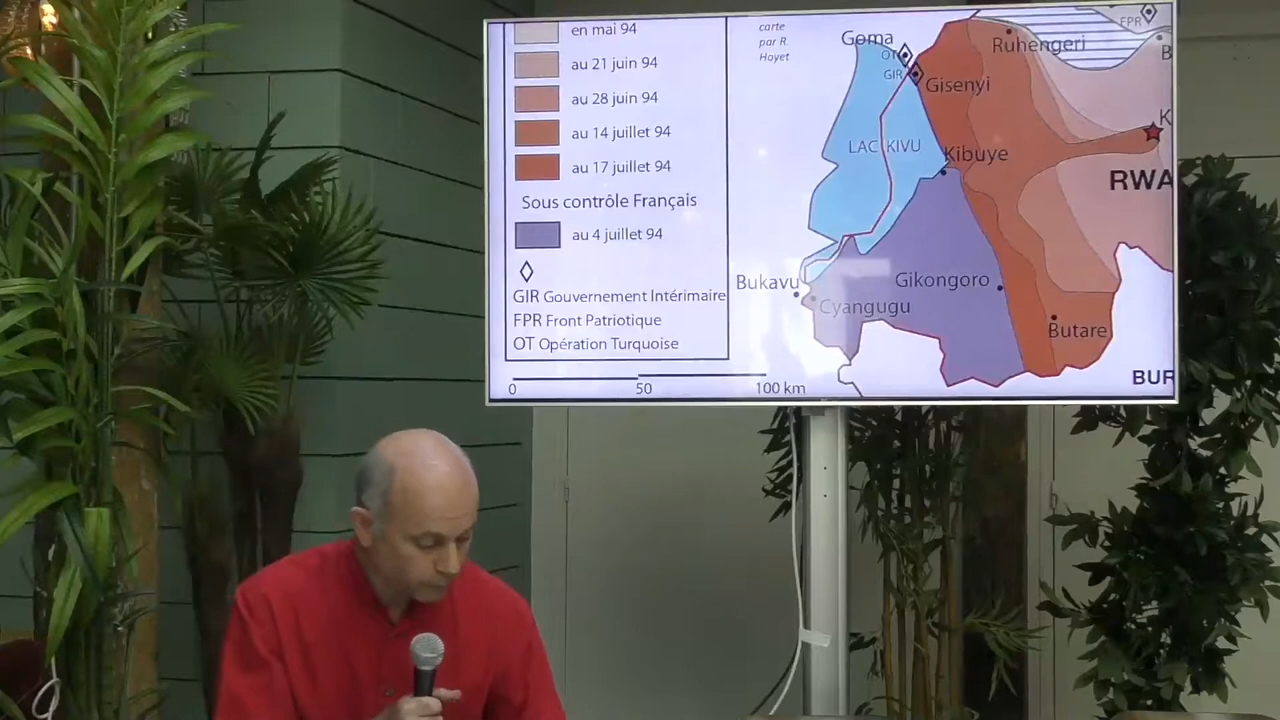 en mai 94
au 21 juin 94
au 28 juin 94
au 14 juillet 94
au 17 juillet 94
Sous contrôle Français
au 4 juillet 94
GIR Gouvernement Intérimaire
FPR Front Patriotique
OT Opération Turquoise
0 50 100 km
carte
par R.
Hoyet
FPR
Goma
OT
GIR
Gisenyi
Ruhengeri
B
K
LAC KIVU
Kibuye
RWA
Bukavu
Gikongoro
Cyangugu
Butare
BUR